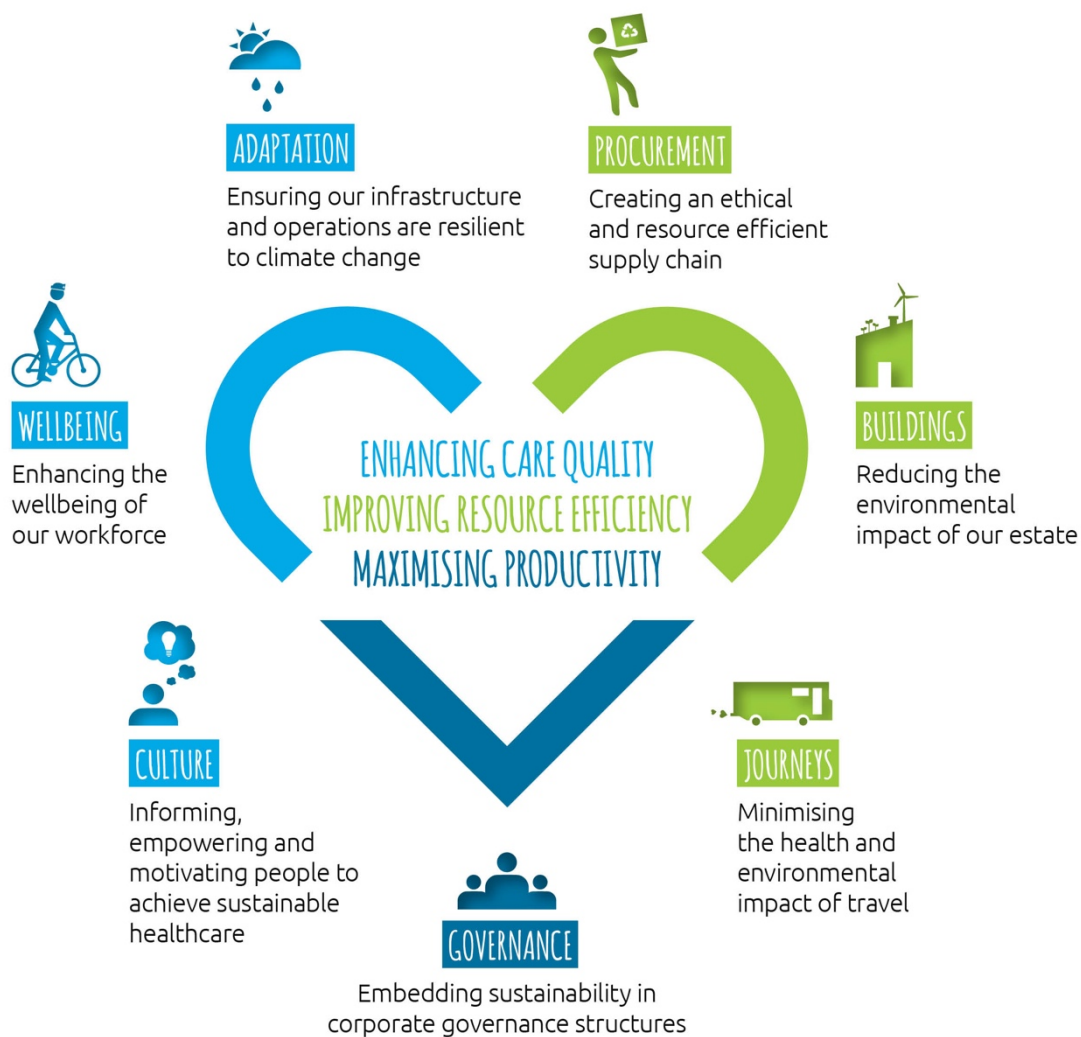 ADAPTATION
Ensuring our infrastructure
and operations are resilient
to climate change
PROCUREMENT
Creating an ethical
and resource efficient
supply chain
WELLBEING
Enhancing the
wellbeing of
our workforce
ENHANCING CARE QUALITY
IMPROVING RESOURCE EFFICIENCY
MAXIMISING PRODUCTIVITY
BUILDINGS
Reducing the
environmental
impact of our estate
CULTURE
Informing,
empowering and
motivating people to
achieve sustainable
healthcare
JOURNEYS
Minimising
the health and
environmental
impact of travel
GOVERNANCE
Embedding sustainability in
corporate governance structures